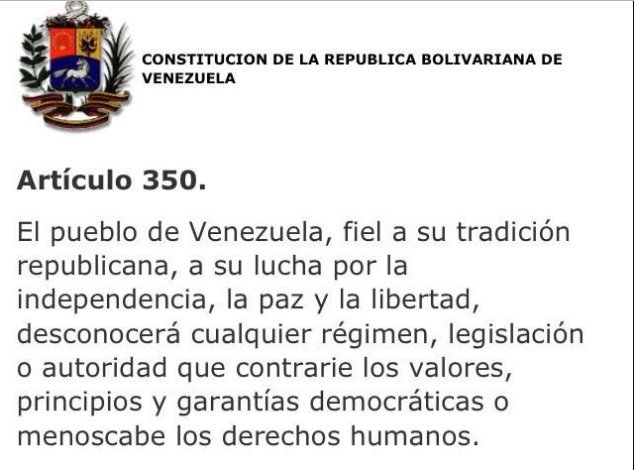 CONSTITUCION DE LA REPUBLICA BOLIVARIANA DE
VENEZUELA
Artículo 350.
El pueblo de Venezuela, fiel a su tradición
republicana, a su lucha por la
independencia, la paz y la libertad,
desconocerá cualquier régimen, legislación
o autoridad que contrarie los valores,
principios y garantías democráticas o
menoscabe los derechos humanos.